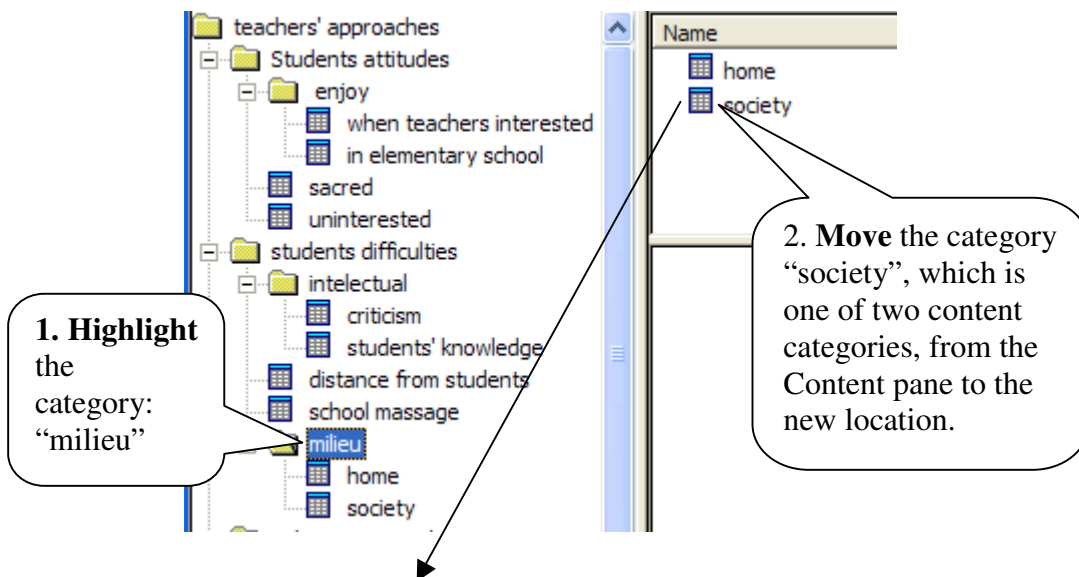 teachers' approaches
Students attitudes
enjoy
when teachers interested
in elementary school
sacred
uninterested
students difficulties
intelectual
criticism
students' knowledge
distance from students
school massage
milieu
home
society
Name
home
society
1. Highlight
the
category:
“milieu”
2. Move the category
“society”, which is
one of two content
categories, from the
Content pane to the
new location.